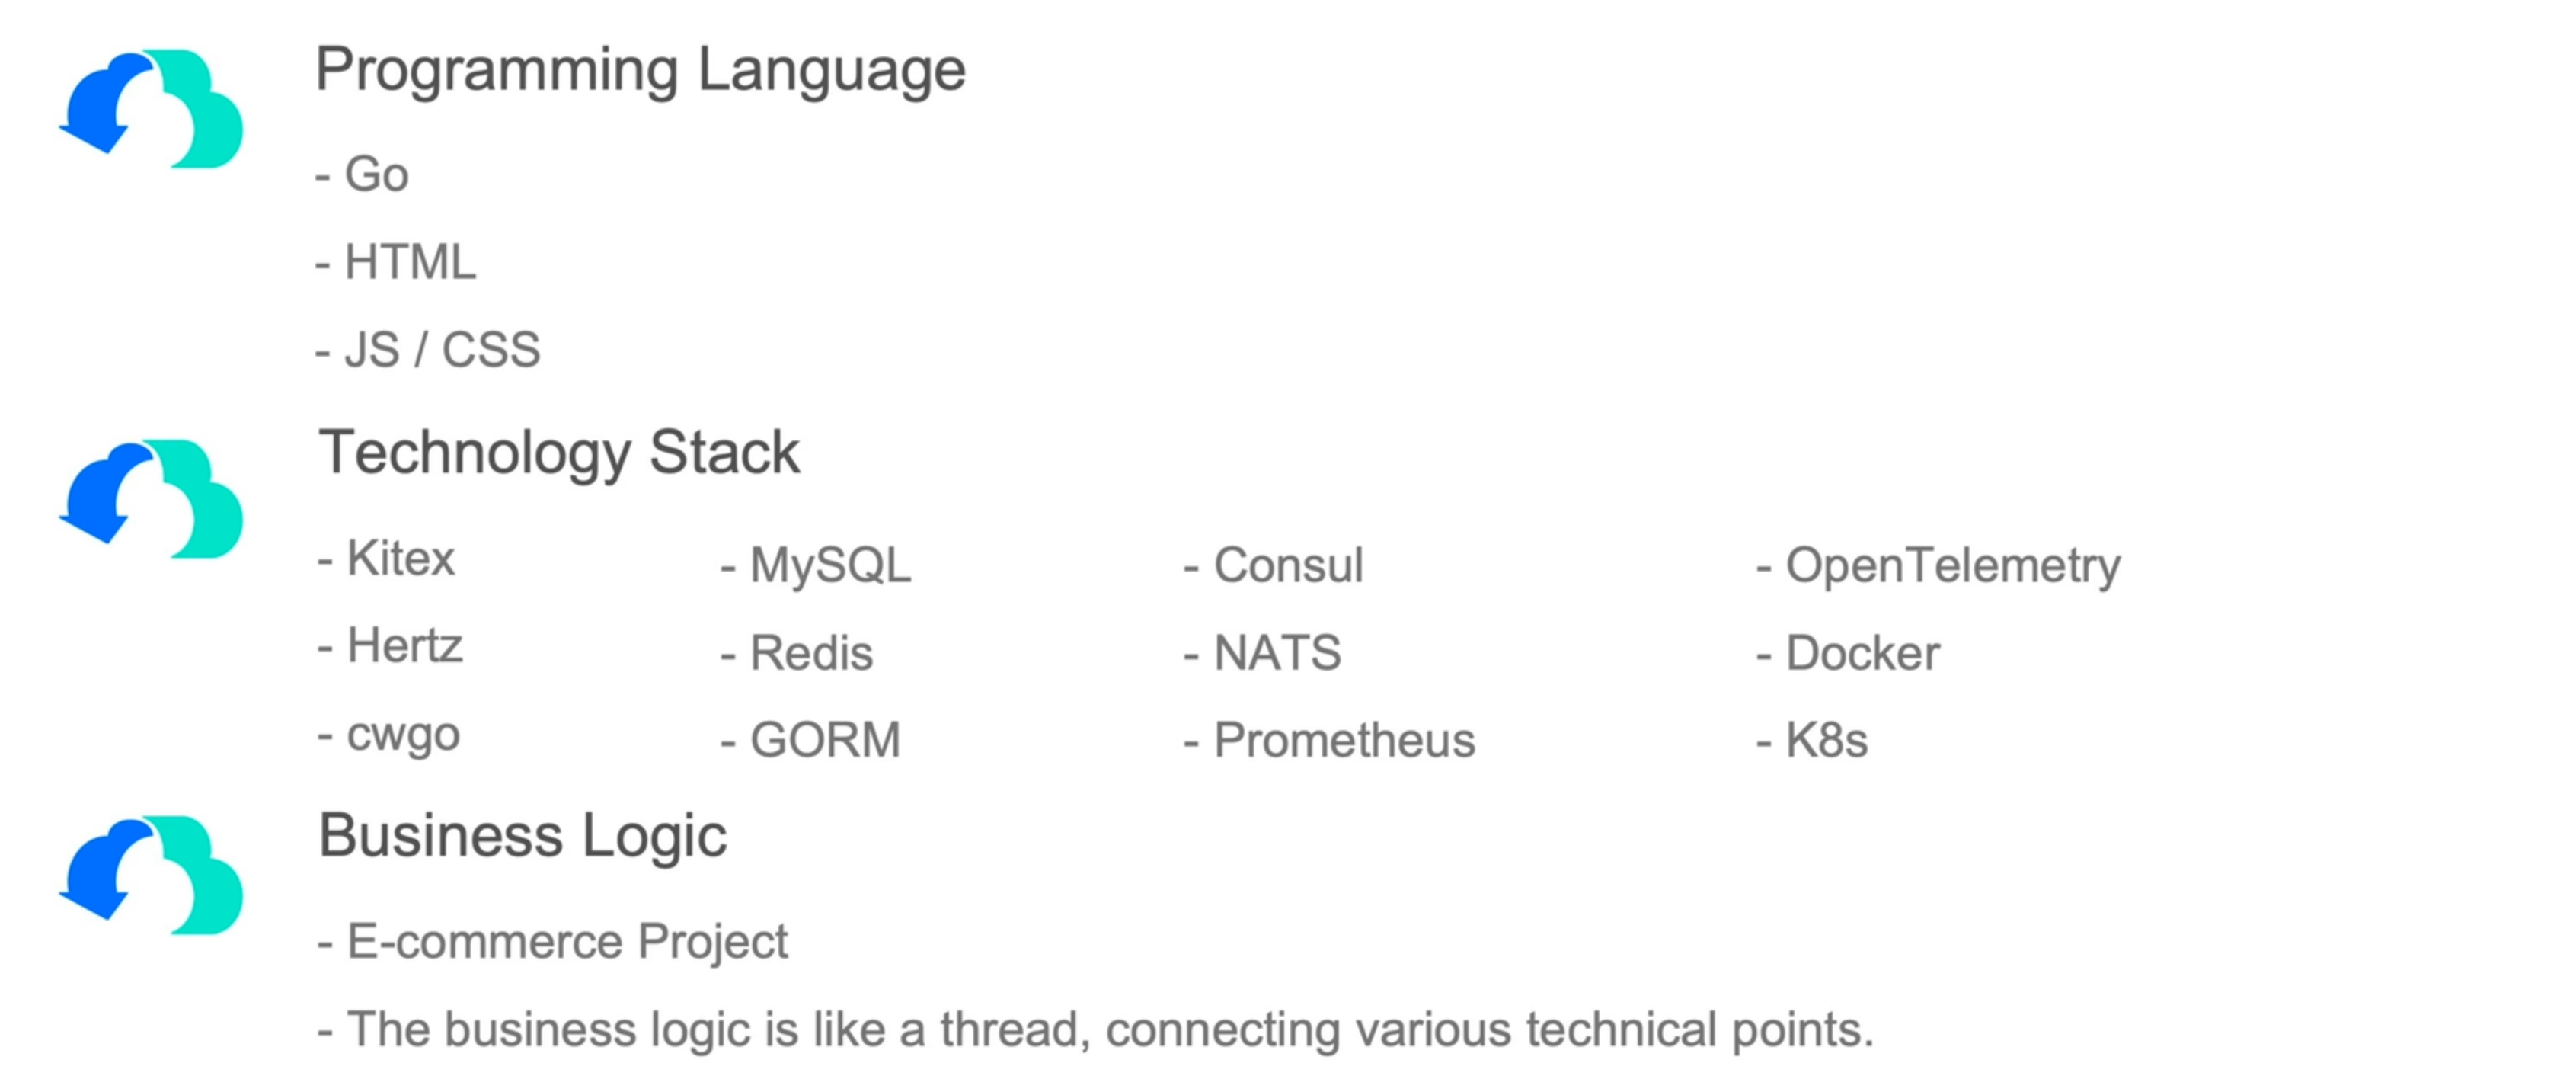 Programming Language
- Go
- HTML
- JS / CSS
Technology Stack
- Kitex
- Hertz
- cwgo
- MySQL
- Redis
- GORM
- Consul
- NATS
- Prometheus
- OpenTelemetry
- Docker
- K8s
Business Logic
- E-commerce Project
- The business logic is like a thread, connecting various technical points.